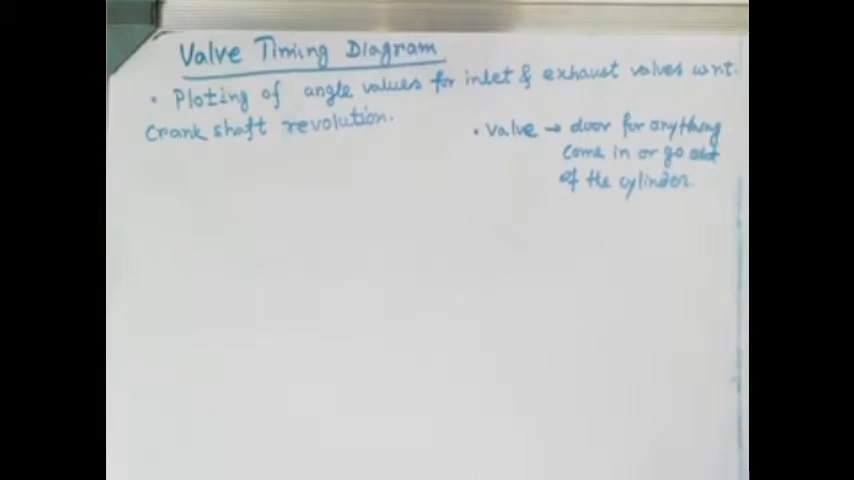 Valve Timing Diagram
• Ploting of angle values for inlet & exhaust valves w.r.t.
Crank shaft revolution.
• Valve → door for anything
Come in or go out
of the cylinder.